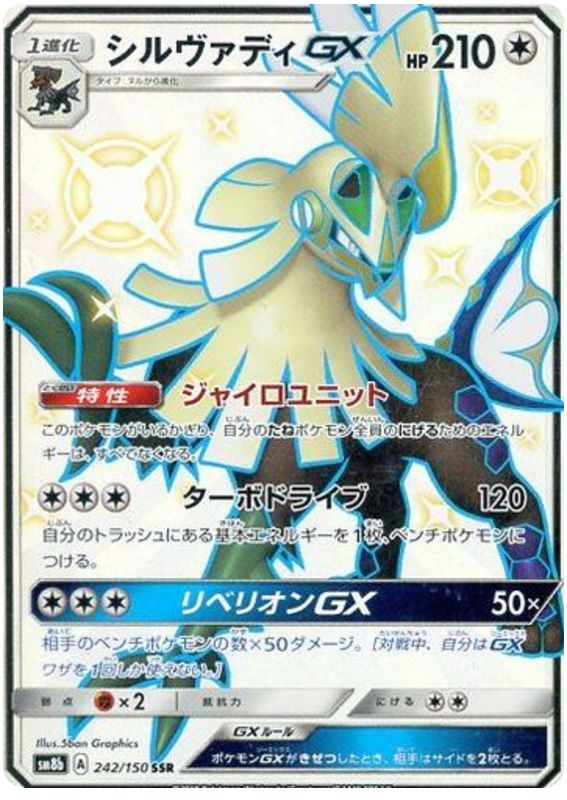 1進化 シルヴァディGX HP 210
タイプ：ヌルから進化
とくせい 特性 ジャイロユニット
このポケモンがいるかぎり、自分のたねポケモン全員のにげるためのエネル
ギーは、すべてなくなる。
ターボドライブ 120
自分のトラッシュにある基本エネルギーを1枚、ベンチポケモンに
つける。
リベリオンGX 50×
相手のベンチポケモンの数×50ダメージ。［対戦中、自分はGX
ワザを1回しか使えない。］
弱点 ×2 抵抗力 にげる
GXルール
ポケモンGXがきぜつしたとき、相手はサイドを2枚とる。
Illus.5ban Graphics
sm8b A 242/150 SSR